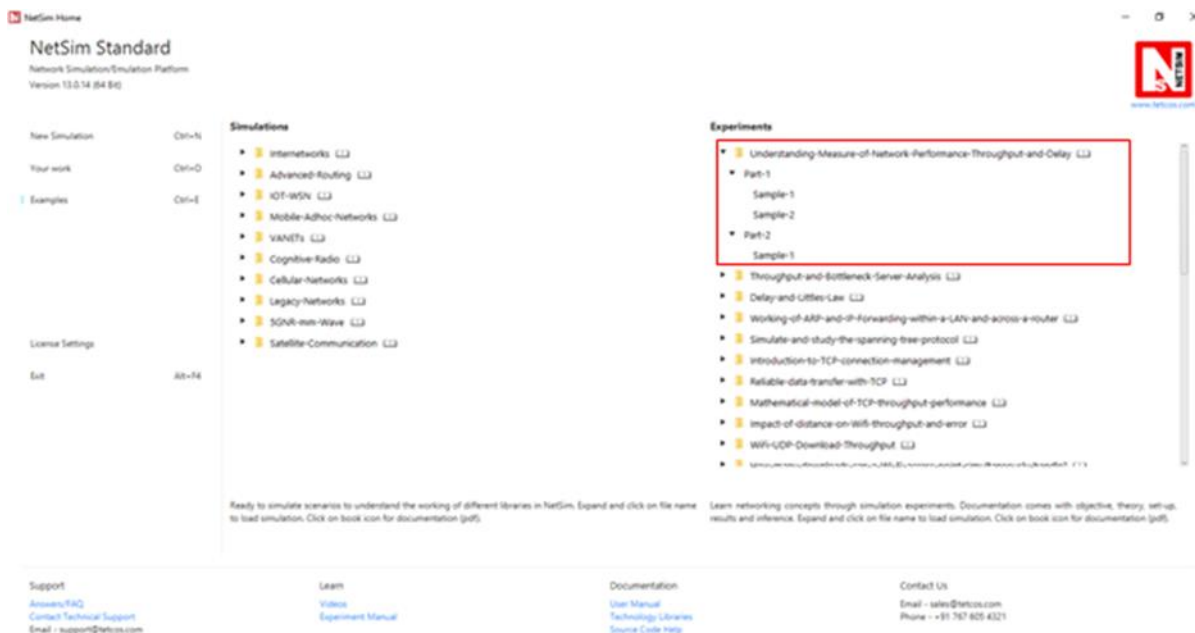 NetSim Home
NetSim Standard
Network Simulation/Emulation Platform
Version 13.0.14 (64 Bit)
N NETSIM
www.tetcos.com
New Simulation Ctrl+N
Your work Ctrl+O
Examples Ctrl+E
License Settings
Exit Alt+F4
Simulations
Internetworks
Advanced-Routing
IOT-WSN
Mobile-Adhoc-Networks
VANETs
Cognitive-Radio
Cellular-Networks
Legacy-Networks
5GNR-mm-Wave
Satellite-Communication
Ready to simulate scenarios to understand the working of different libraries in NetSim. Expand and click on file name
to load simulation. Click on book icon for documentation (pdf).
Experiments
Understanding-Measure-of-Network-Performance-Throughput-and-Delay
Part-1
Sample-1
Sample-2
Part-2
Sample-1
Throughput-and-Bottleneck-Server-Analysis
Delay-and-Littles-Law
Working-of-ARP-and-IP-Forwarding-within-a-LAN-and-across-a-router
Simulate-and-study-the-spanning-tree-protocol
Introduction-to-TCP-connection-management
Reliable-data-transfer-with-TCP
Mathematical-model-of-TCP-throughput-performance
Impact-of-distance-on-Wifi-throughput-and-error
WiFi-UDP-Download-Throughput
Learn networking concepts through simulation experiments. Documentation comes with objective, theory, set-up,
results and inference. Expand and click on file name to load simulation. Click on book icon for documentation (pdf).
Support
Answers/FAQ
Contact Technical Support
Email - support@tetcos.com
Learn
Videos
Experiment Manual
Documentation
User Manual
Technology Libraries
Source Code Help
Contact Us
Email - sales@tetcos.com
Phone - +91 767 605 4321